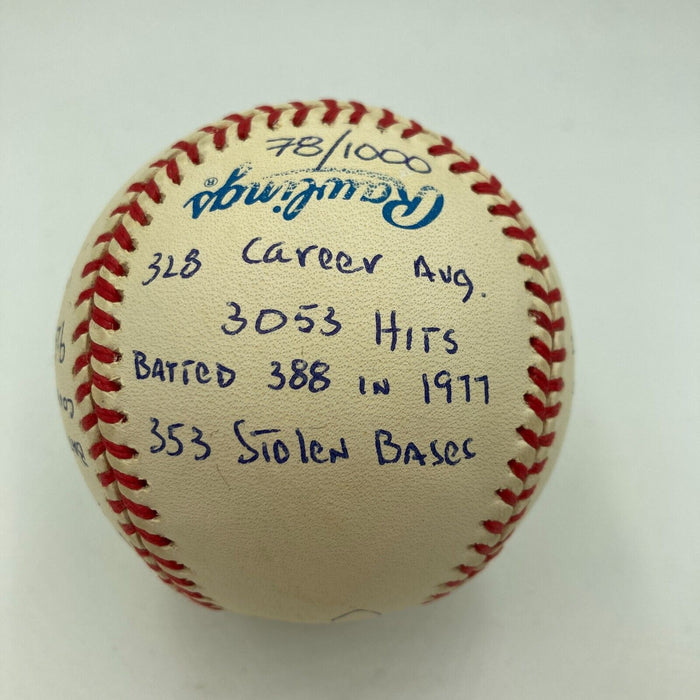 78/1000
Rawlings®
328 Career Avg.
3053 Hits
Batted 388 in 1977
353 Stolen Bases